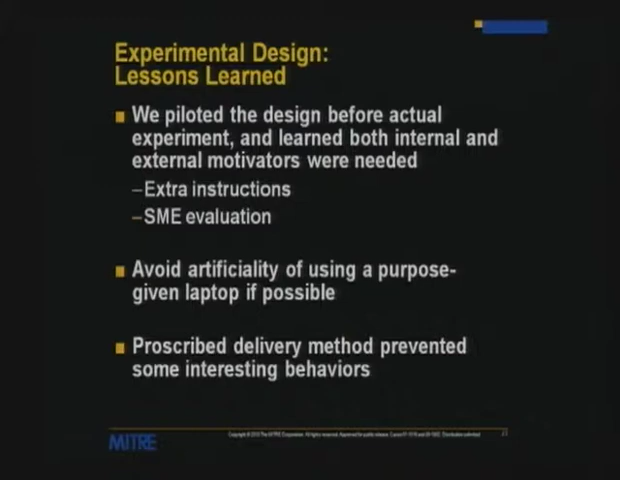 Experimental Design:
Lessons Learned
We piloted the design before actual
experiment, and learned both internal and
external motivators were needed
–Extra instructions
–SME evaluation
Avoid artificiality of using a purpose-
given laptop if possible
Proscribed delivery method prevented
some interesting behaviors
MITRE